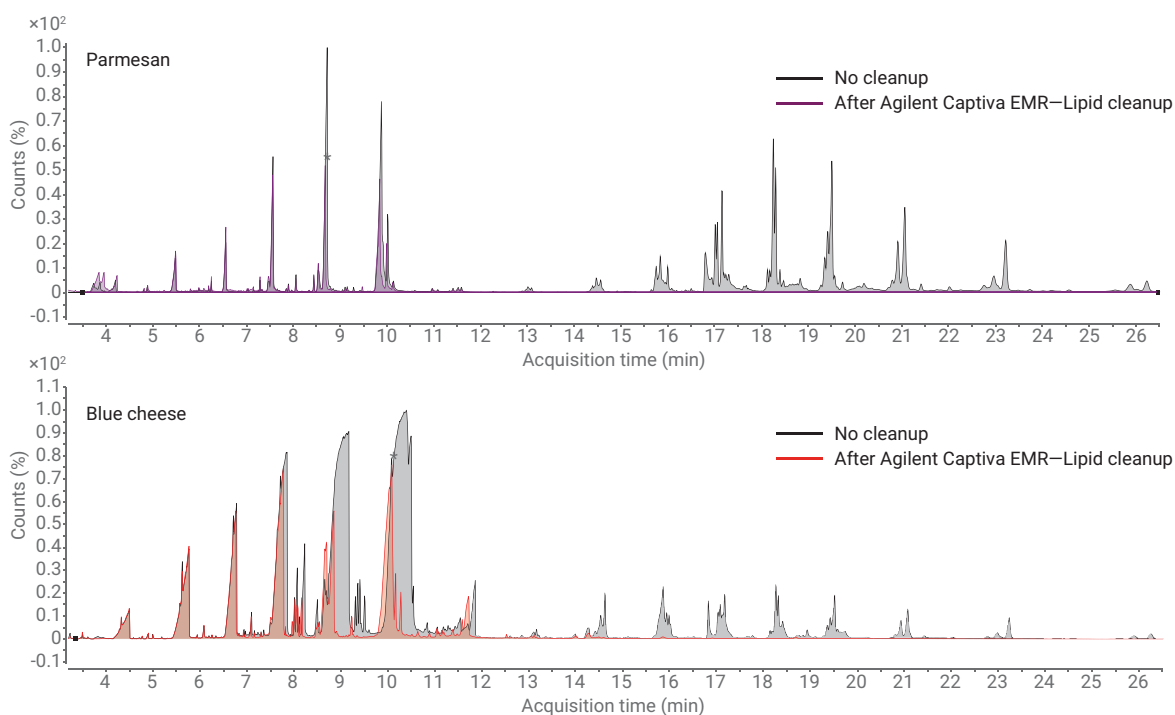 ×10²
1.0
0.9
0.8
0.7
0.6
0.5
0.4
0.3
0.2
0.1
0
-0.1
Counts (%)
Parmesan
No cleanup
After Agilent Captiva EMR—Lipid cleanup
4 5 6 7 8 9 10 11 12 13 14 15 16 17 18 19 20 21 22 23 24 25 26
Acquisition time (min)
×10²
1.1
1.0
0.9
0.8
0.7
0.6
0.5
0.4
0.3
0.2
0.1
0
-0.1
Counts (%)
Blue cheese
No cleanup
After Agilent Captiva EMR—Lipid cleanup
4 5 6 7 8 9 10 11 12 13 14 15 16 17 18 19 20 21 22 23 24 25 26
Acquisition time (min)